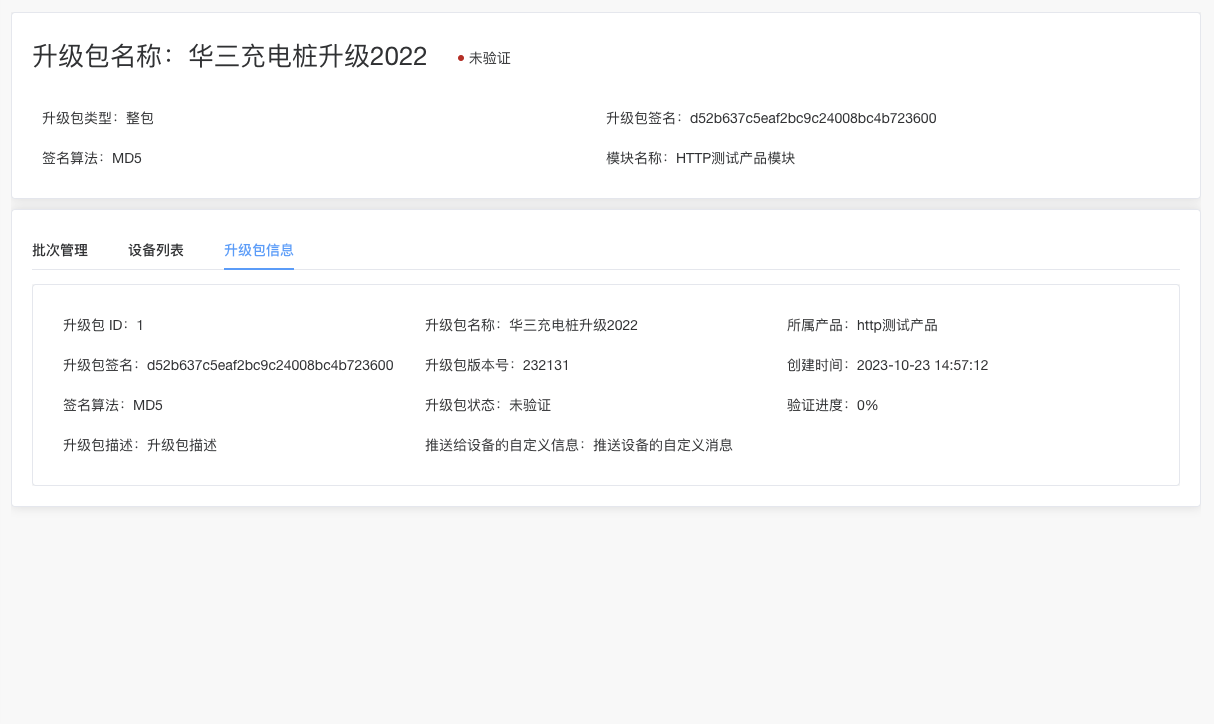 升级包名称：华三充电桩升级2022 未验证
升级包类型：整包 升级包签名：d52b637c5eaf2bc9c24008bc4b723600
签名算法：MD5 模块名称：HTTP测试产品模块
批次管理 设备列表 升级包信息
升级包 ID：1 升级包名称：华三充电桩升级2022 所属产品：http测试产品
升级包签名：d52b637c5eaf2bc9c24008bc4b723600 升级包版本号：232131 创建时间：2023-10-23 14:57:12
签名算法：MD5 升级包状态：未验证 验证进度：0%
升级包描述：升级包描述 推送给设备的自定义信息：推送设备的自定义消息